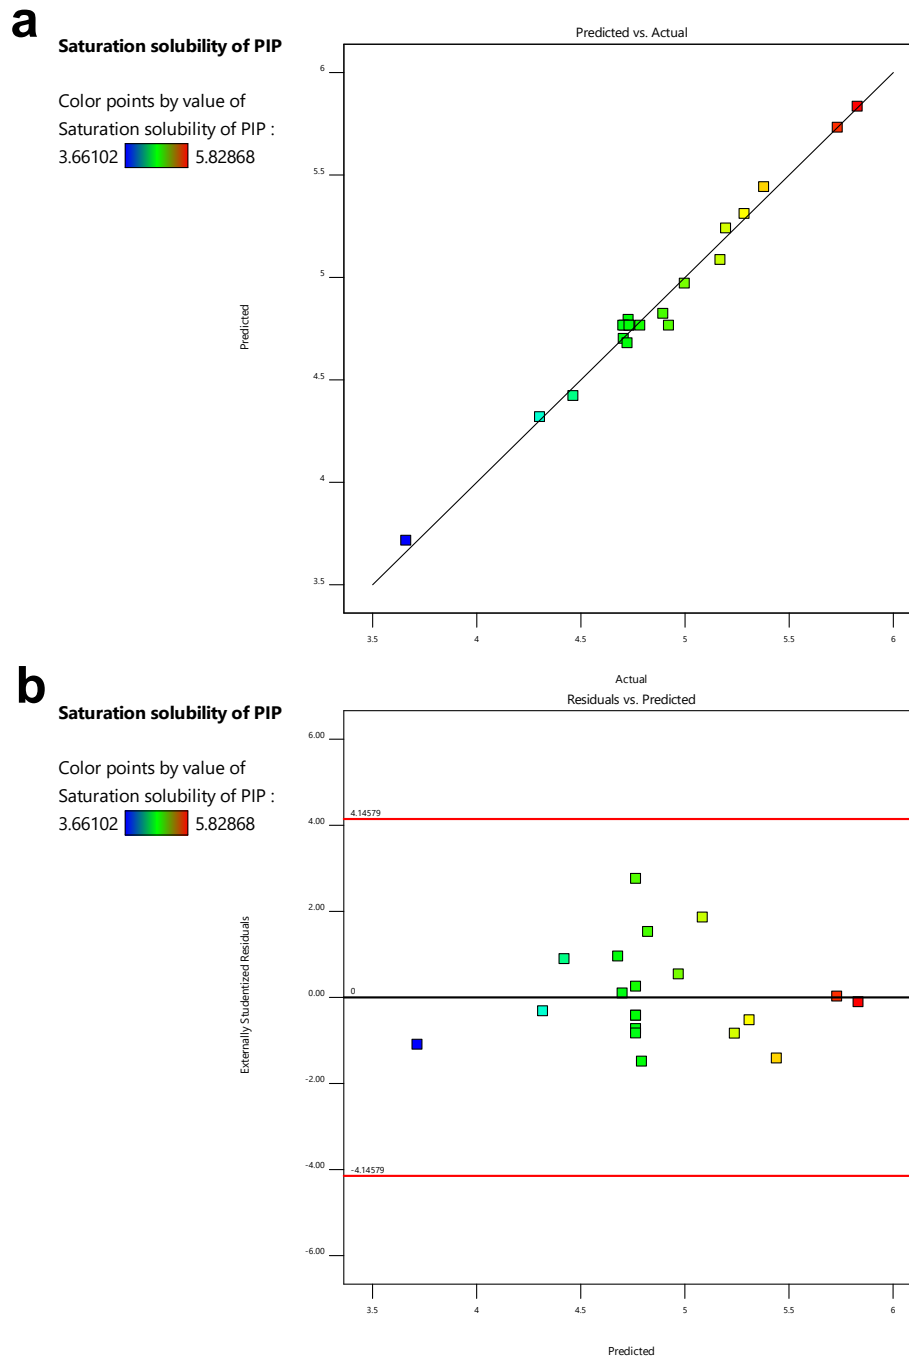 a
Saturation solubility of PIP
Color points by value of
Saturation solubility of PIP :
3.66102 5.82868
Predicted vs. Actual
Predicted
6
5.5
5
4.5
4
3.5
3.5 4 4.5 5 5.5 6
Actual
b
Saturation solubility of PIP
Color points by value of
Saturation solubility of PIP :
3.66102 5.82868
Residuals vs. Predicted
Externally Studentized Residuals
6.00
4.00
2.00
0.00
-2.00
-4.00
-6.00
4.14579
0
-4.14579
3.5 4 4.5 5 5.5 6
Predicted